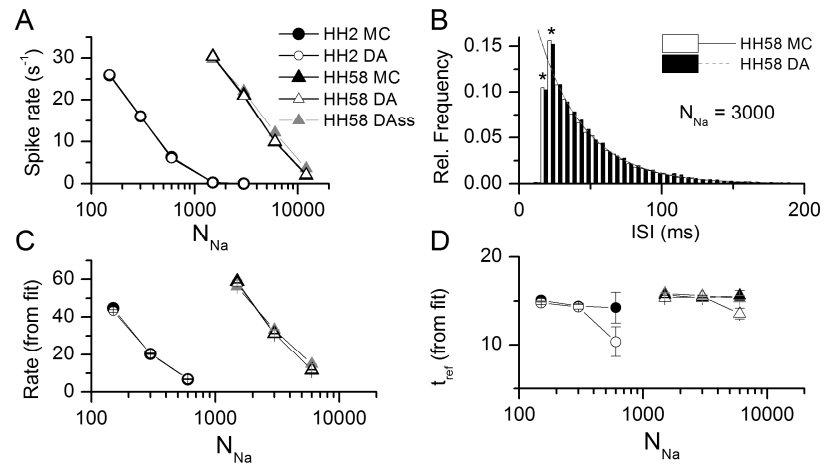 A
Spike rate (s⁻¹)
30
20
10
0
100
1000
10000
N_Na
HH2 MC
HH2 DA
HH58 MC
HH58 DA
HH58 DAss
B
Rel. Frequency
0.15
0.10
0.05
0.00
0
100
200
ISI (ms)
* *
HH58 MC
HH58 DA
N_Na = 3000
C
Rate (from fit)
60
40
20
0
100
1000
10000
N_Na
D
t_ref (from fit)
20
10
100
1000
10000
N_Na